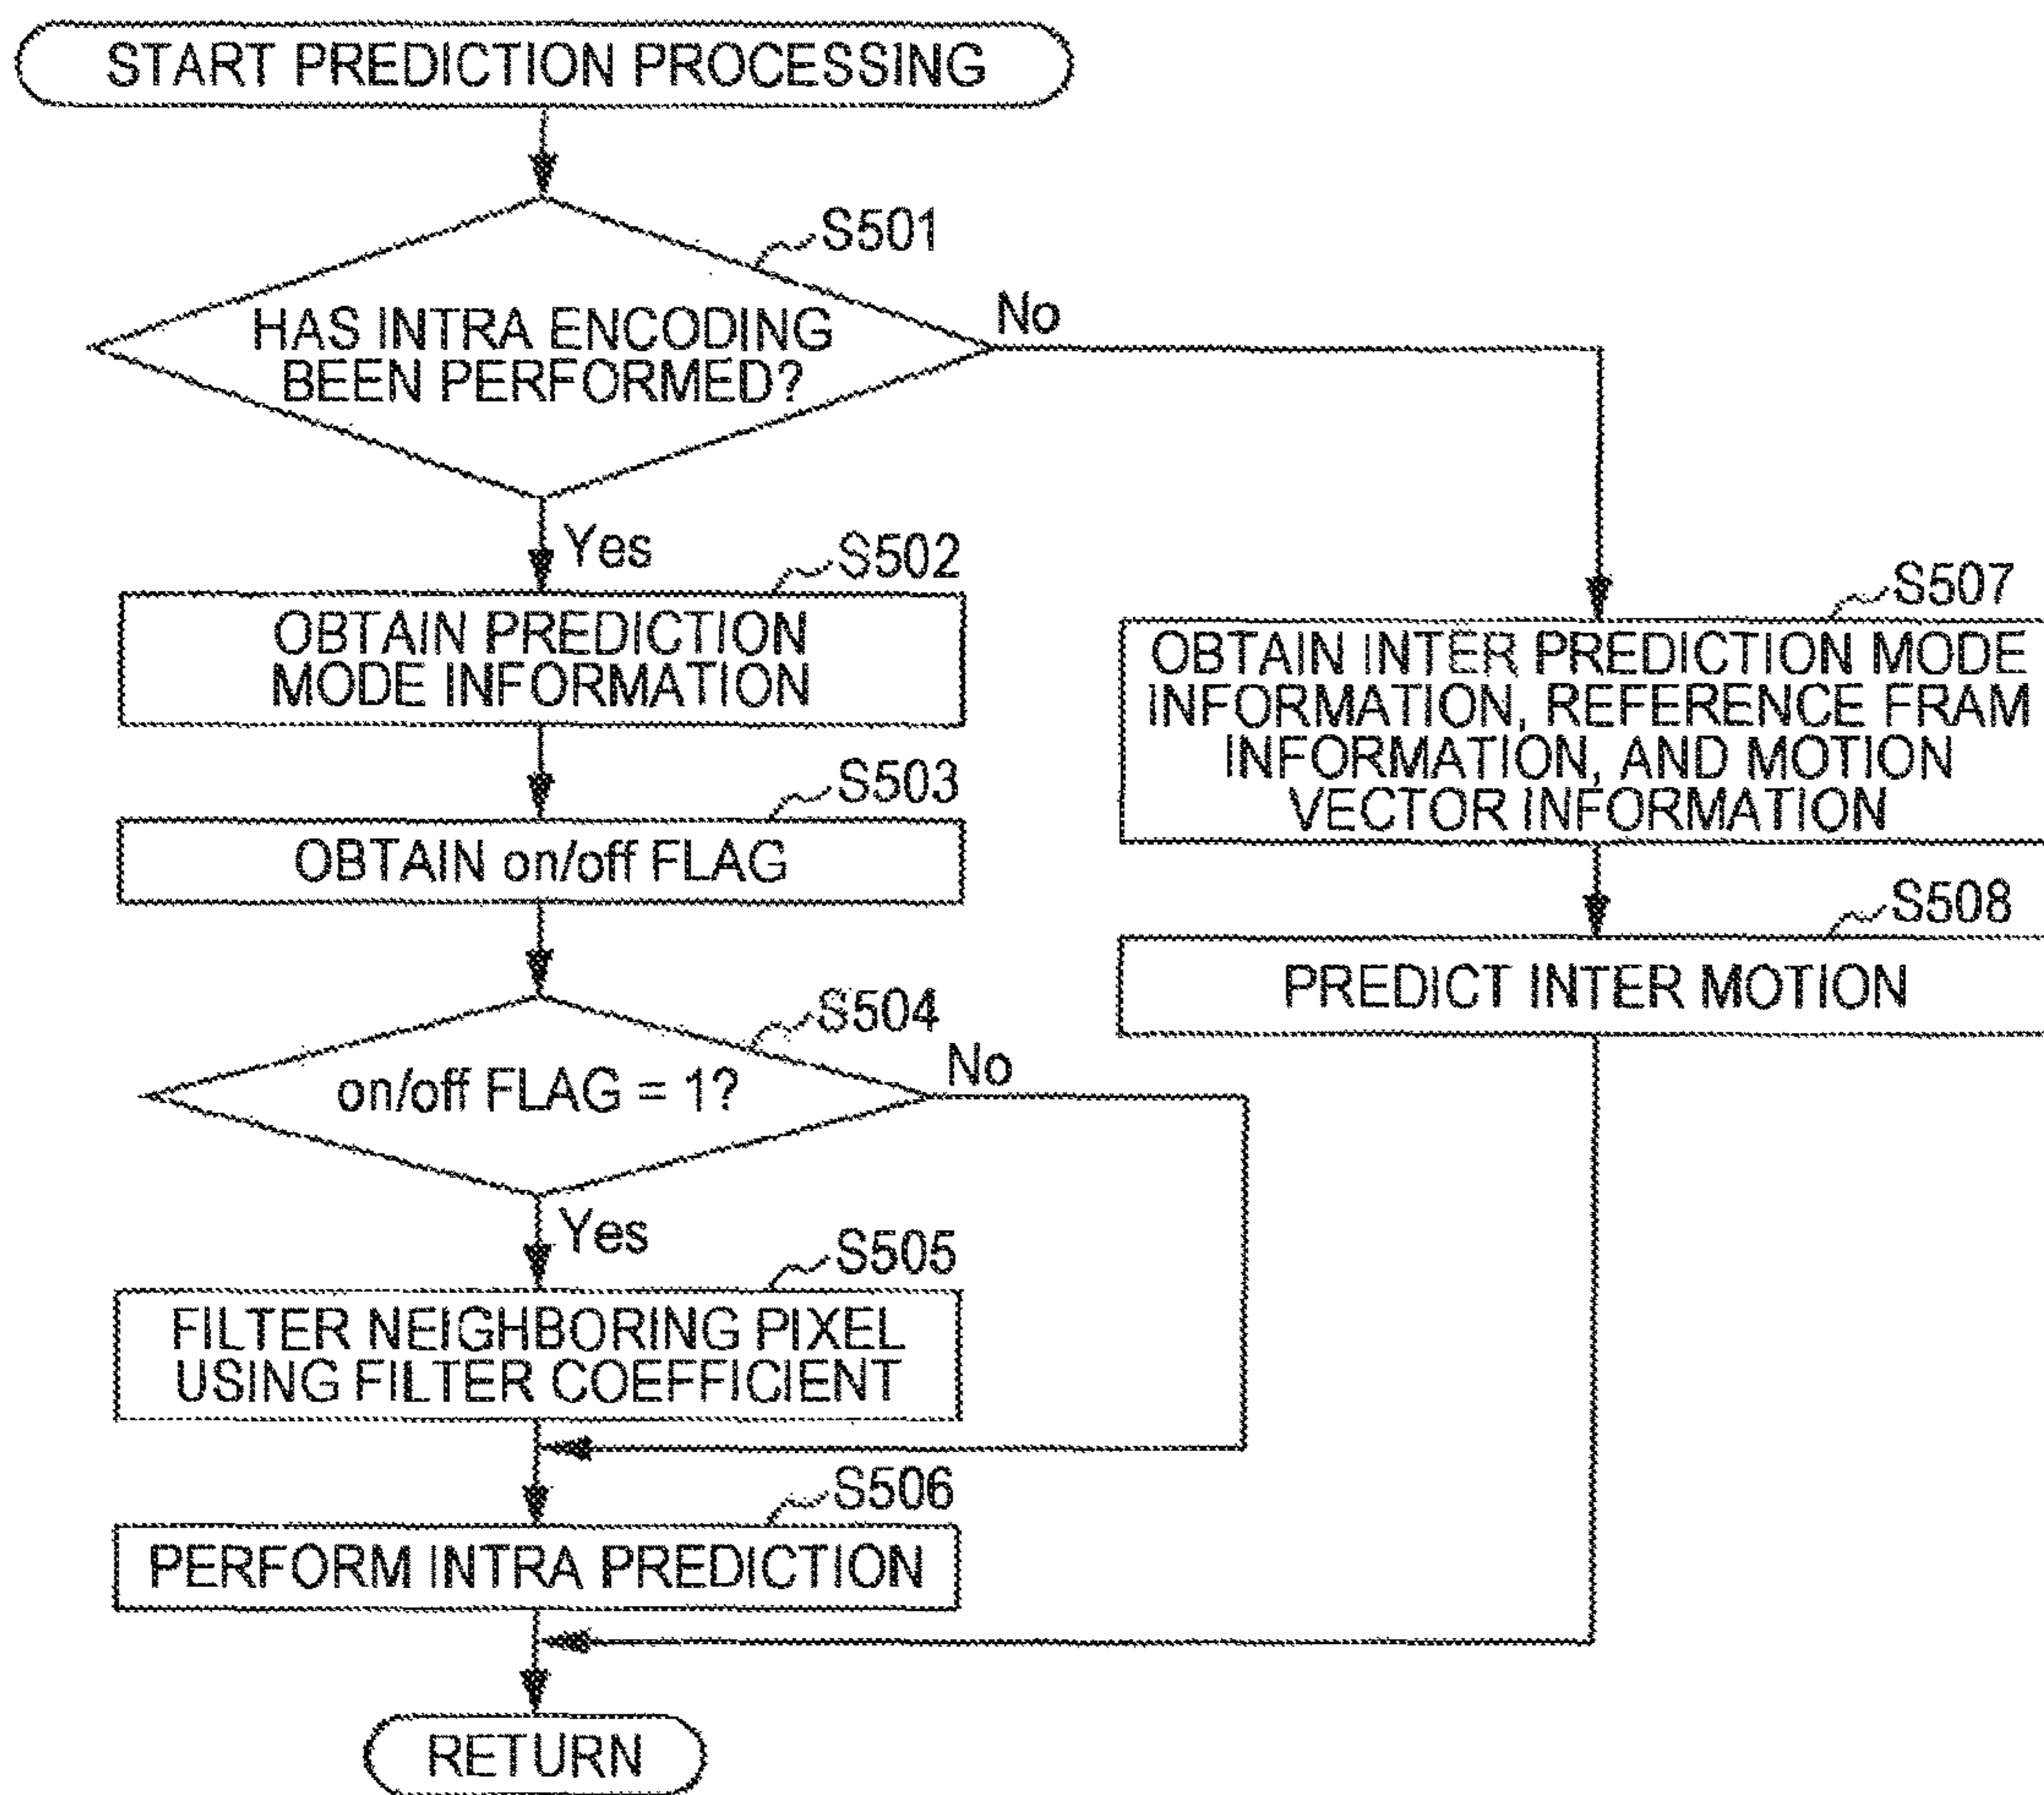 START PREDICTION PROCESSING
S501
HAS INTRA ENCODING
BEEN PERFORMED?
No
Yes
S502
OBTAIN PREDICTION
MODE INFORMATION
S503
OBTAIN on/off FLAG
S504
on/off FLAG = 1?
No
Yes
S505
FILTER NEIGHBORING PIXEL
USING FILTER COEFFICIENT
S506
PERFORM INTRA PREDICTION
S507
OBTAIN INTER PREDICTION MODE
INFORMATION, REFERENCE FRAM
INFORMATION, AND MOTION
VECTOR INFORMATION
S508
PREDICT INTER MOTION
RETURN